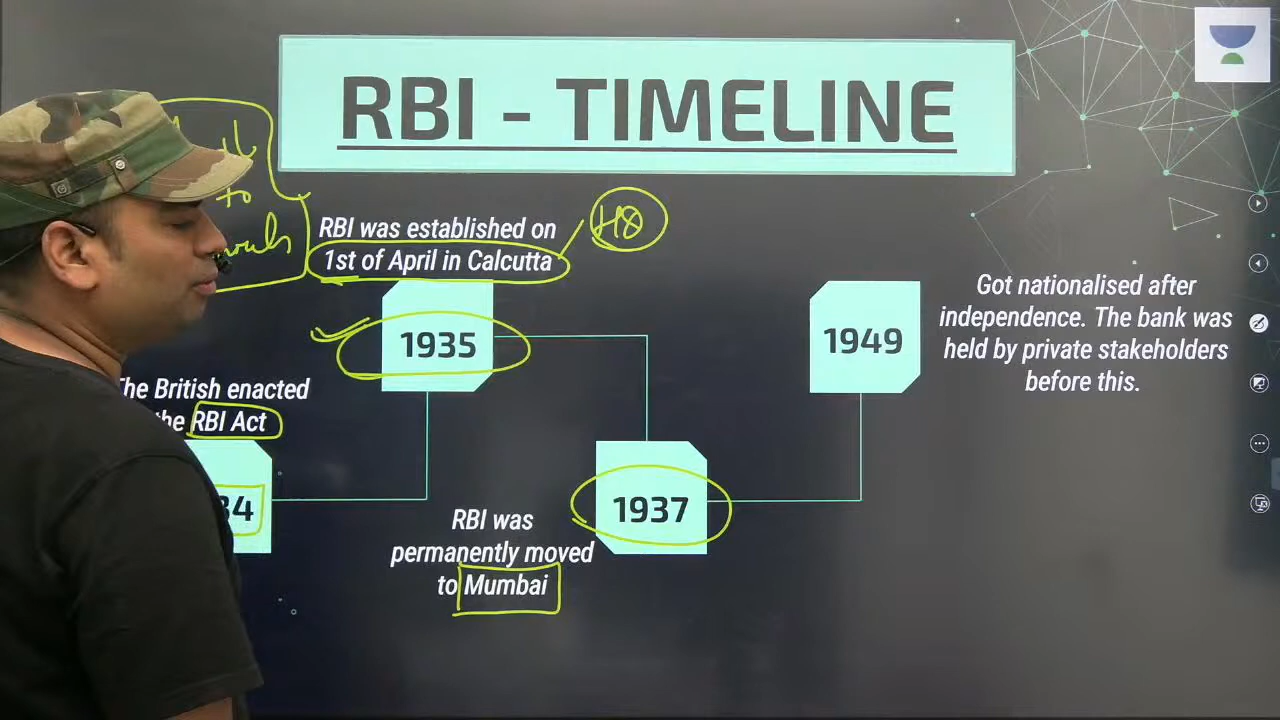 RBI - TIMELINE
to
RBI was established on
1st of April in Calcutta
HQ
1935
The British enacted
the RBI Act
34
1937
RBI was
permanently moved
to Mumbai
1949
Got nationalised after
independence. The bank was
held by private stakeholders
before this.